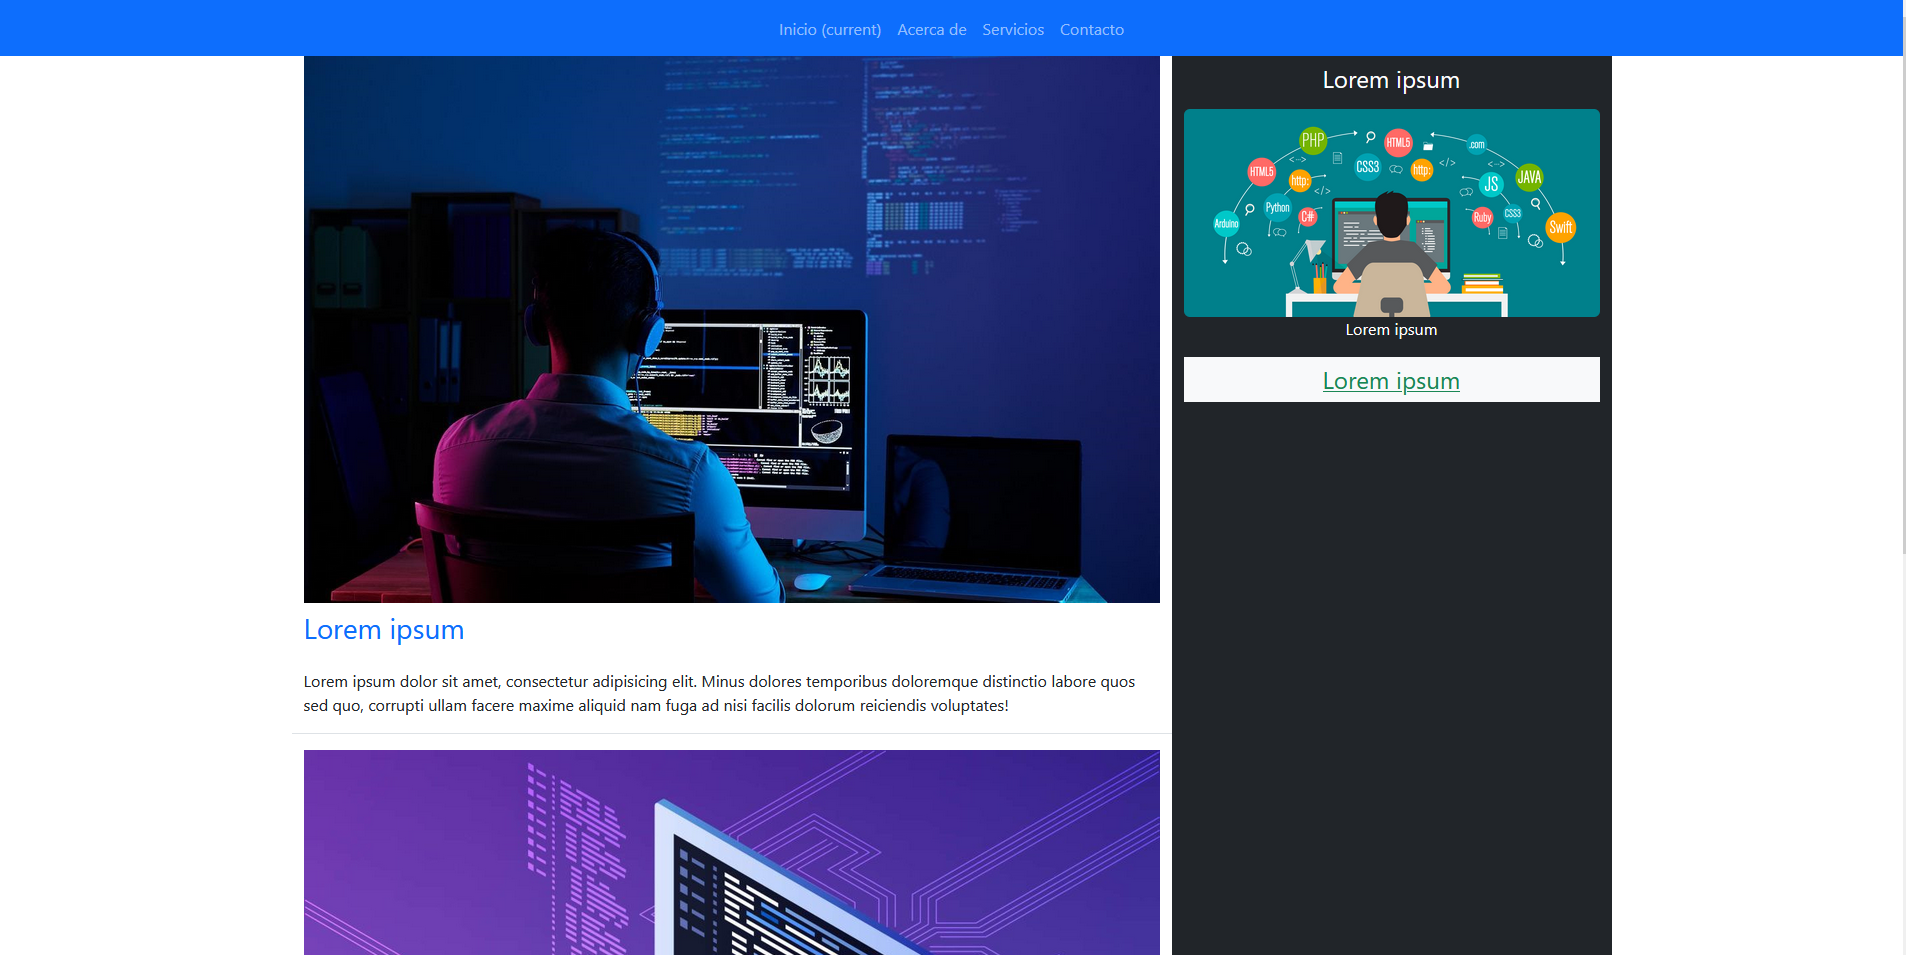 Inicio (current) Acerca de Servicios Contacto
Lorem ipsum
PHP
HTML5
.com
HTML5
http:
CSS3
http:
JS
JAVA
Arduino
Python
C#
Ruby
CSS3
Swift
Lorem ipsum
Lorem ipsum
Lorem ipsum
Lorem ipsum dolor sit amet, consectetur adipisicing elit. Minus dolores temporibus doloremque distinctio labore quos
sed quo, corrupti ullam facere maxime aliquid nam fuga ad nisi facilis dolorum reiciendis voluptates!